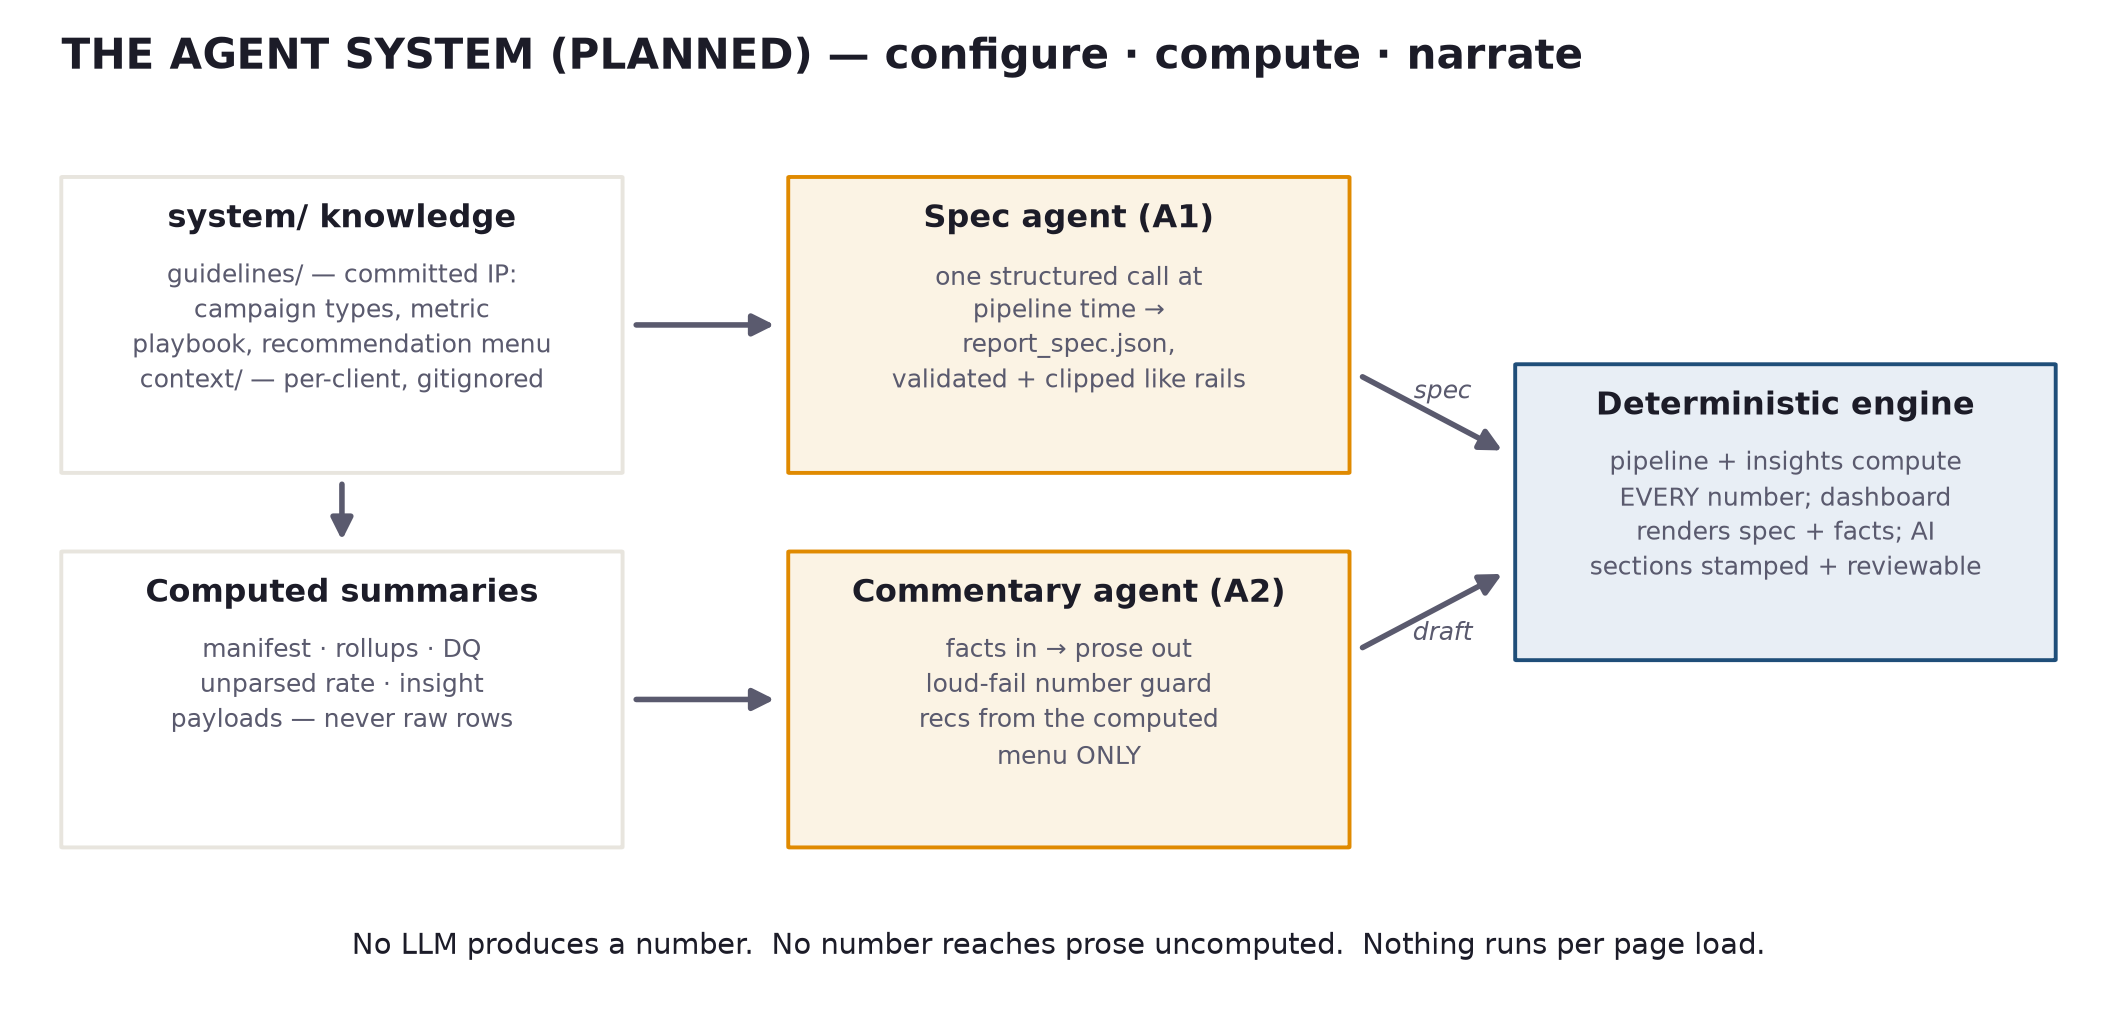 THE AGENT SYSTEM (PLANNED) — configure · compute · narrate
system/ knowledge
guidelines/ — committed IP:
campaign types, metric
playbook, recommendation menu
context/ — per-client, gitignored
Spec agent (A1)
one structured call at
pipeline time →
report_spec.json,
validated + clipped like rails
spec
Deterministic engine
pipeline + insights compute
EVERY number; dashboard
renders spec + facts; AI
sections stamped + reviewable
Computed summaries
manifest · rollups · DQ
unparsed rate · insight
payloads — never raw rows
Commentary agent (A2)
facts in → prose out
loud-fail number guard
recs from the computed
menu ONLY
draft
No LLM produces a number.  No number reaches prose uncomputed.  Nothing runs per page load.